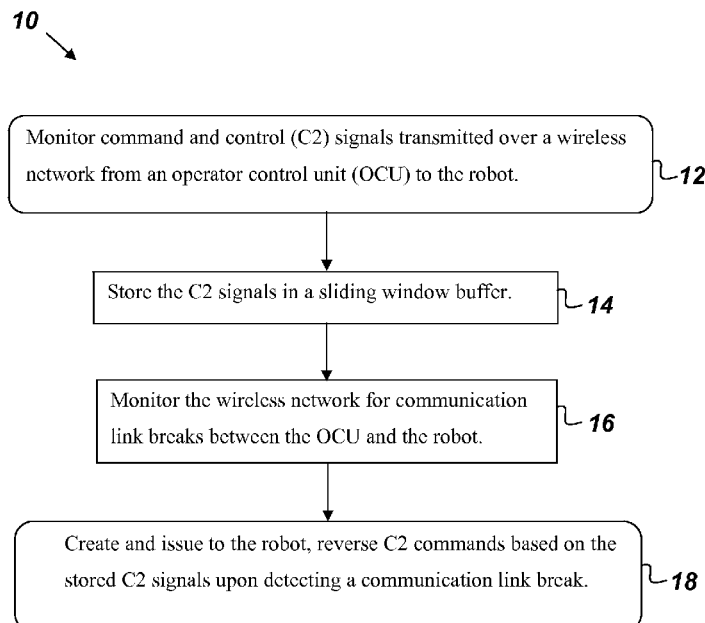 10
Monitor command and control (C2) signals transmitted over a wireless
network from an operator control unit (OCU) to the robot.
12
Store the C2 signals in a sliding window buffer.
14
Monitor the wireless network for communication
link breaks between the OCU and the robot.
16
Create and issue to the robot, reverse C2 commands based on the
stored C2 signals upon detecting a communication link break.
18